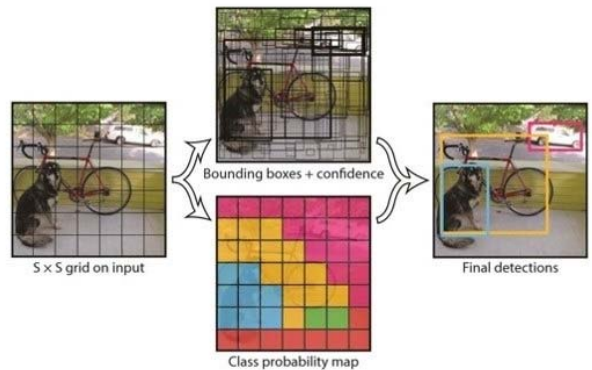 Bounding boxes + confidence
S × S grid on input
Final detections
Class probability map